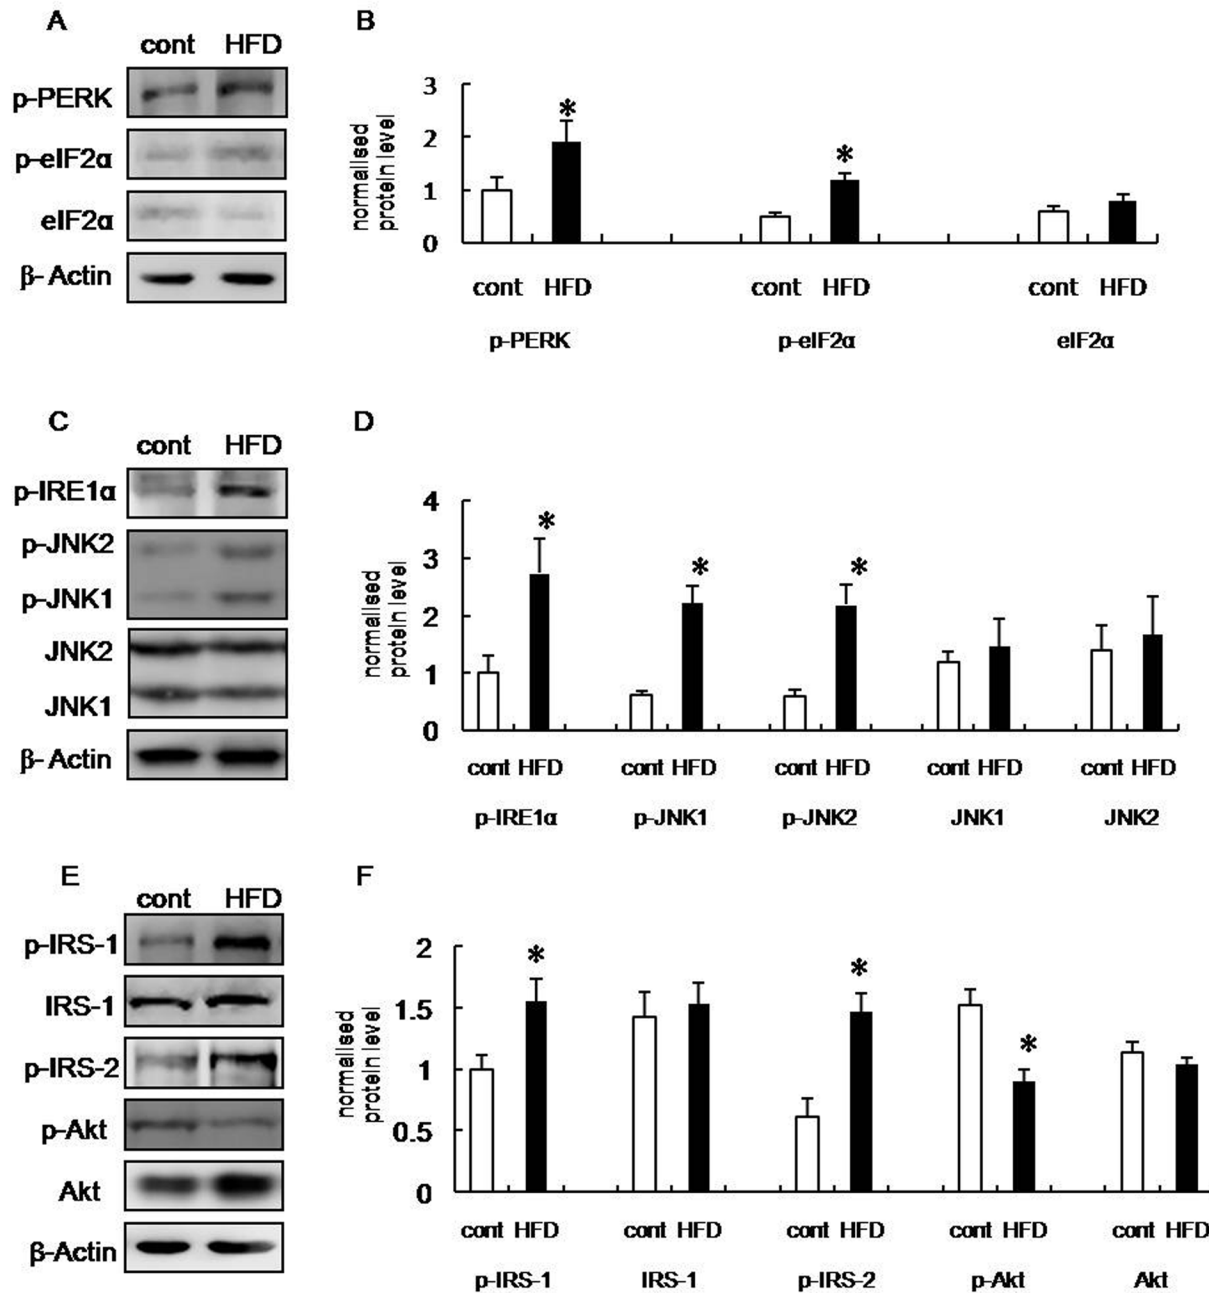 A
cont HFD
p-PERK
p-eIF2α
eIF2α
β- Actin
B
normalised
protein level
3
2
1
0
*
*
cont HFD cont HFD cont HFD
p-PERK p-eIF2α eIF2α
C
cont HFD
p-IRE1α
p-JNK2
p-JNK1
JNK2
JNK1
β- Actin
D
normalised
protein level
4
3
2
1
0
*
*
*
cont HFD cont HFD cont HFD cont HFD cont HFD
p-IRE1α p-JNK1 p-JNK2 JNK1 JNK2
E
cont HFD
p-IRS-1
IRS-1
p-IRS-2
p-Akt
Akt
β-Actin
F
normalised
protein level
2
1.5
1
0.5
0
*
*
*
cont HFD cont HFD cont HFD cont HFD cont HFD
p-IRS-1 IRS-1 p-IRS-2 p-Akt Akt